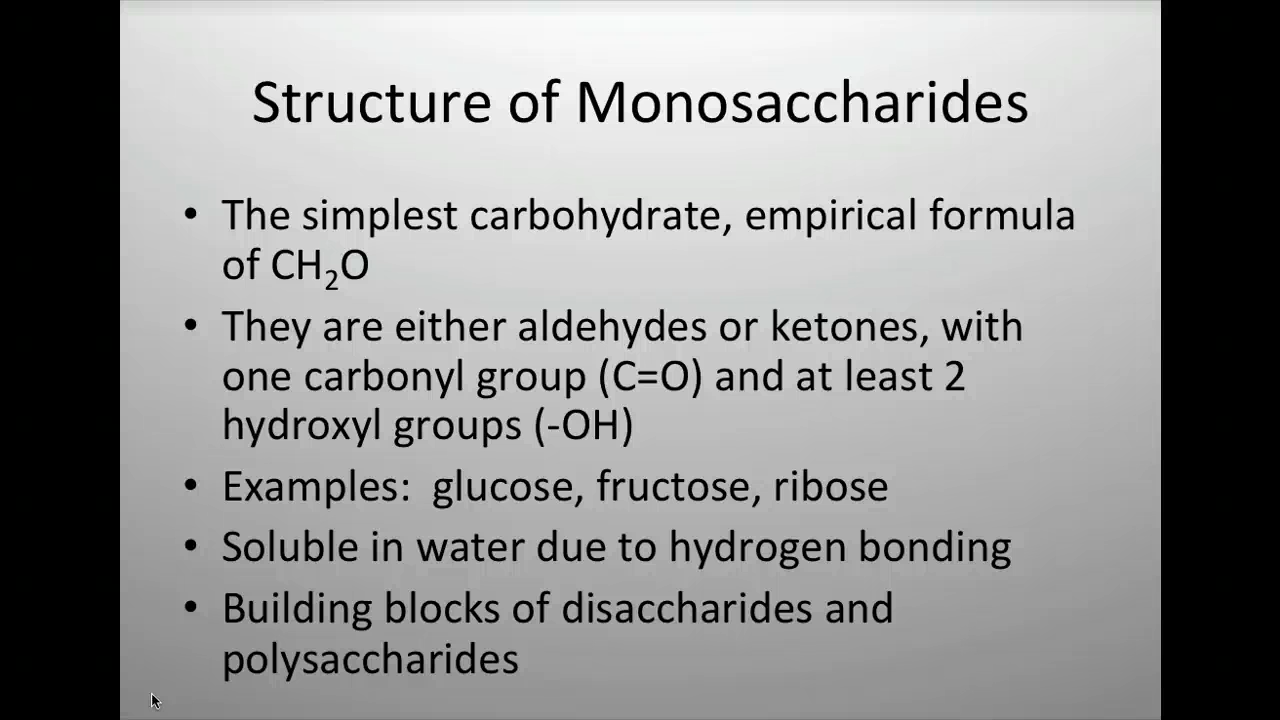 Structure of Monosaccharides
• The simplest carbohydrate, empirical formula
of CH₂O
• They are either aldehydes or ketones, with
one carbonyl group (C=O) and at least 2
hydroxyl groups (-OH)
• Examples:  glucose, fructose, ribose
• Soluble in water due to hydrogen bonding
• Building blocks of disaccharides and
polysaccharides